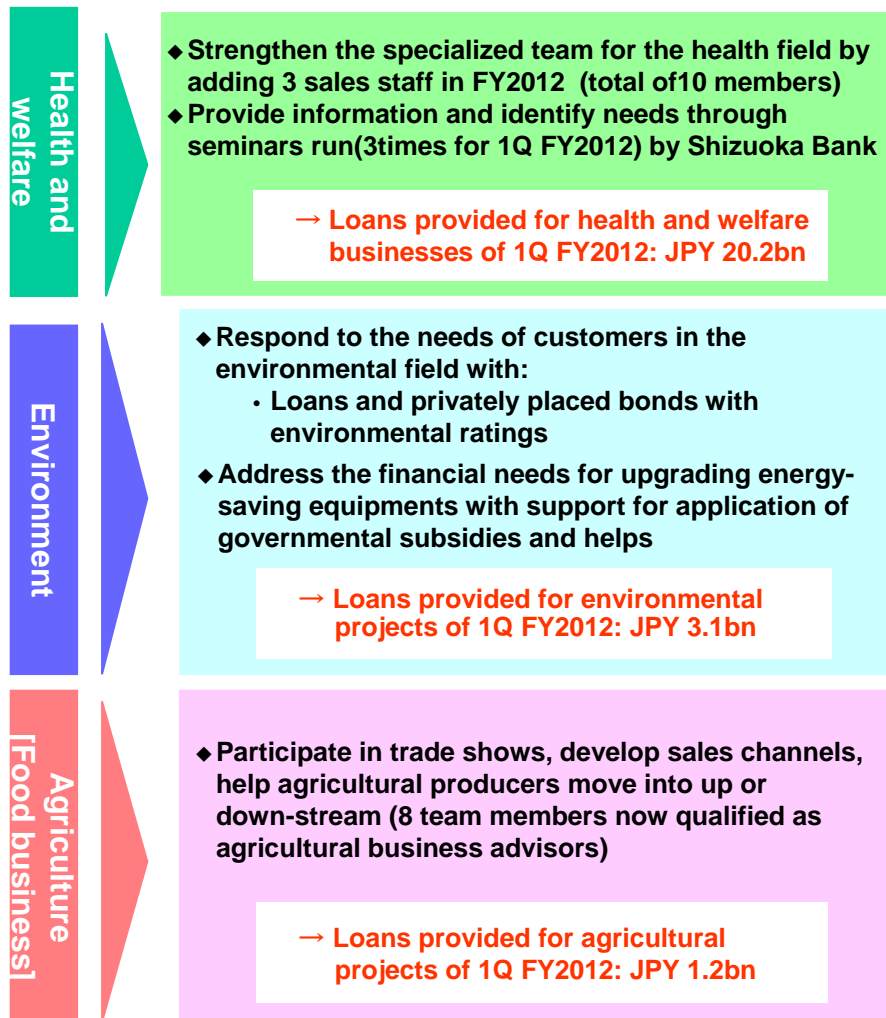 Health and
welfare
◆Strengthen the specialized team for the health field by
adding 3 sales staff in FY2012 (total of10 members)
◆Provide information and identify needs through
seminars run(3times for 1Q FY2012) by Shizuoka Bank
→ Loans provided for health and welfare
businesses of 1Q FY2012: JPY 20.2bn
Environment
◆Respond to the needs of customers in the
environmental field with:
・Loans and privately placed bonds with
environmental ratings
◆Address the financial needs for upgrading energy-
saving equipments with support for application of
governmental subsidies and helps
→ Loans provided for environmental
projects of 1Q FY2012: JPY 3.1bn
Agriculture
[Food business]
◆Participate in trade shows, develop sales channels,
help agricultural producers move into up or
down-stream (8 team members now qualified as
agricultural business advisors)
→ Loans provided for agricultural
projects of 1Q FY2012: JPY 1.2bn